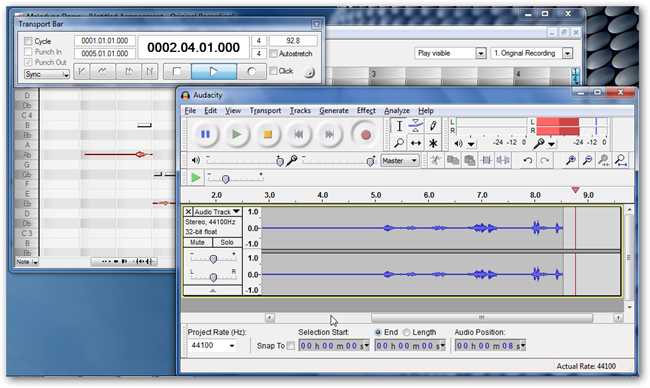 Transport Bar
Cycle 0001.01.01.000 4 92.8
Punch In 0005.01.01.000 0002.04.01.000 4 Autostretch
Punch Out
Sync Click
Play visible 1. Original Recording
3 4
D
Db
C 4
B
Bb
A
Ab
G
Gb
F
E
Eb
D
Db
C 3
B
Bb
Note
Audacity
File Edit View Transport Tracks Generate Effect Analyze Help
L
R
-24 -12 0
L
R
-24 -12 0
Master
1.0 2.0 3.0 4.0 5.0 6.0 7.0 8.0 9.0
Audio Track
Stereo, 44100Hz
32-bit float
Mute Solo
- +
L R
1.0
0.0
-1.0
1.0
0.0
-1.0
Project Rate (Hz):
44100
Snap To
Selection Start:
End Length
Audio Position:
00 h 00 m 00 s
00 h 00 m 00 s
00 h 00 m 08 s
Actual Rate: 44100